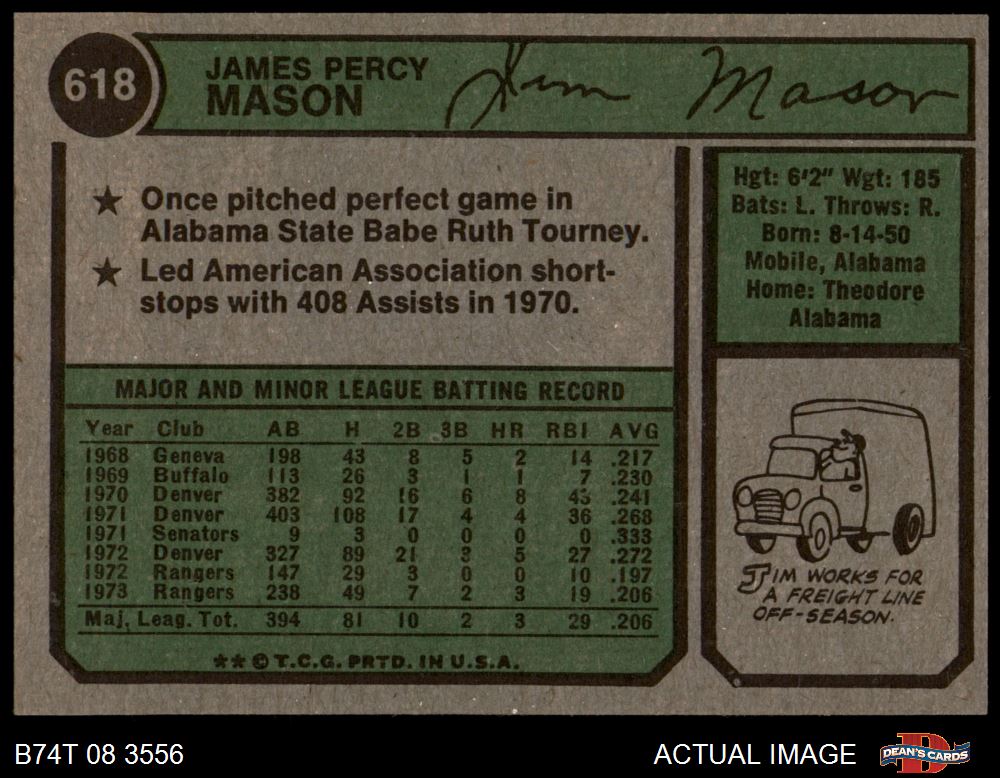 618
JAMES PERCY
MASON
Jim Mason
★ Once pitched perfect game in
Alabama State Babe Ruth Tourney.
★ Led American Association short-
stops with 408 Assists in 1970.
Hgt: 6'2" Wgt: 185
Bats: L. Throws: R.
Born: 8-14-50
Mobile, Alabama
Home: Theodore
Alabama
MAJOR AND MINOR LEAGUE BATTING RECORD
Year Club AB H 2B 3B HR RBI AVG
1968 Geneva 198 43 8 5 2 14 .217
1969 Buffalo 113 26 3 1 1 7 .230
1970 Denver 382 92 16 6 8 43 .241
1971 Denver 403 108 17 4 4 36 .268
1971 Senators 9 3 0 0 0 0 .333
1972 Denver 327 89 21 3 5 27 .272
1972 Rangers 147 29 3 0 0 10 .197
1973 Rangers 238 49 7 2 3 19 .206
Maj. Leag. Tot. 394 81 10 2 3 29 .206
★★ © T.C.G. PRTD. IN U.S.A.
JIM WORKS FOR
A FREIGHT LINE
OFF-SEASON.
B74T 08 3556
ACTUAL IMAGE
DEAN'S CARDS